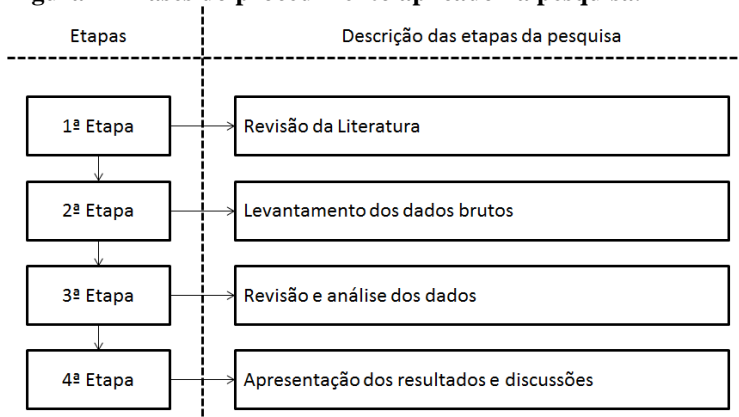 Etapas Descrição das etapas da pesquisa
1ª Etapa Revisão da Literatura
2ª Etapa Levantamento dos dados brutos
3ª Etapa Revisão e análise dos dados
4ª Etapa Apresentação dos resultados e discussões